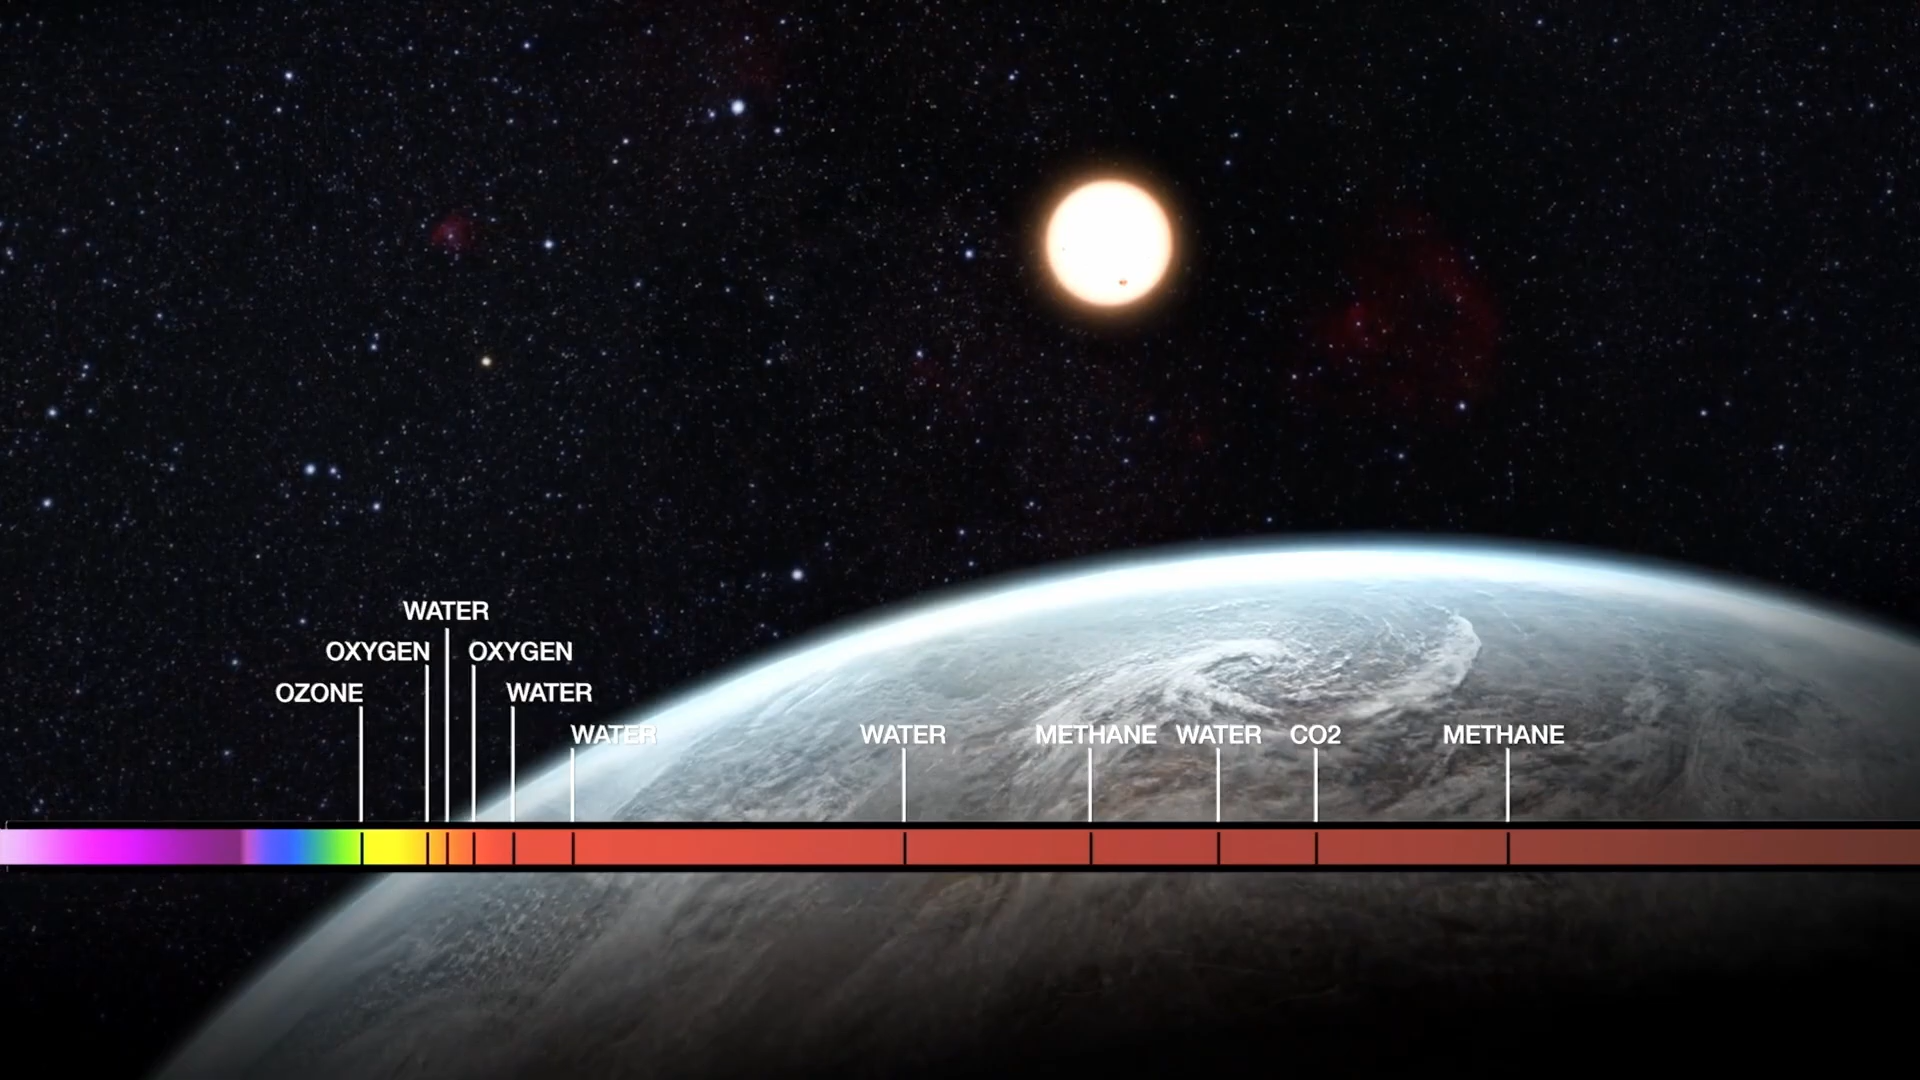 WATER
OXYGEN OXYGEN
OZONE WATER
WATER WATER METHANE WATER CO2 METHANE